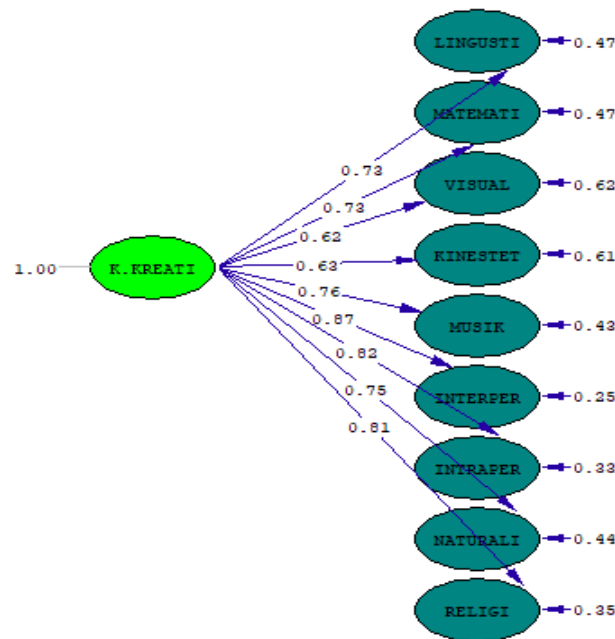 LINGUSTI 0.47
MATEMATI 0.47
0.73
VISUAL 0.62
0.73
0.62
KINESTET 0.61
1.00 K.KREATI 0.63
0.76
MUSIK 0.43
0.87
0.82
0.75
INTERPER 0.25
0.81
INTRAPER 0.33
NATURALI 0.44
RELIGI 0.35